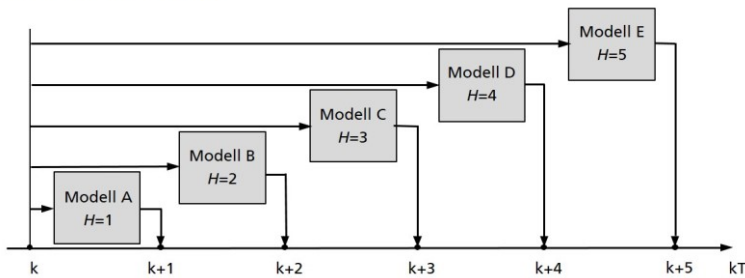 Modell E
H=5
Modell D
H=4
Modell C
H=3
Modell B
H=2
Modell A
H=1
k k+1 k+2 k+3 k+4 k+5 kT